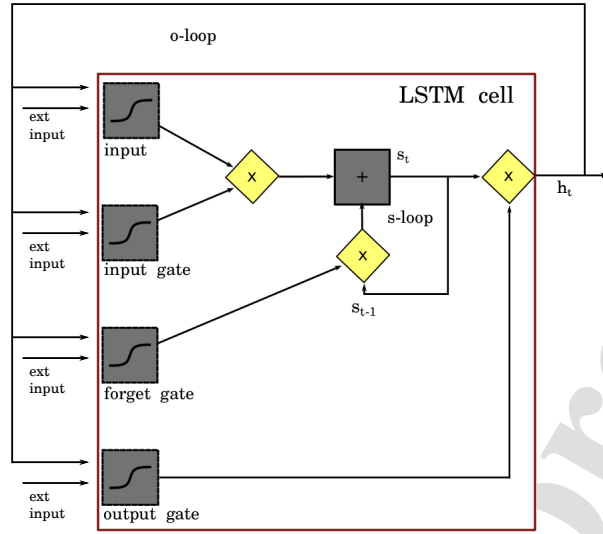 o-loop
LSTM cell
ext
input
input
x
+
s_t
x
h_t
s-loop
ext
input
input gate
x
s_t-1
ext
input
forget gate
ext
input
output gate